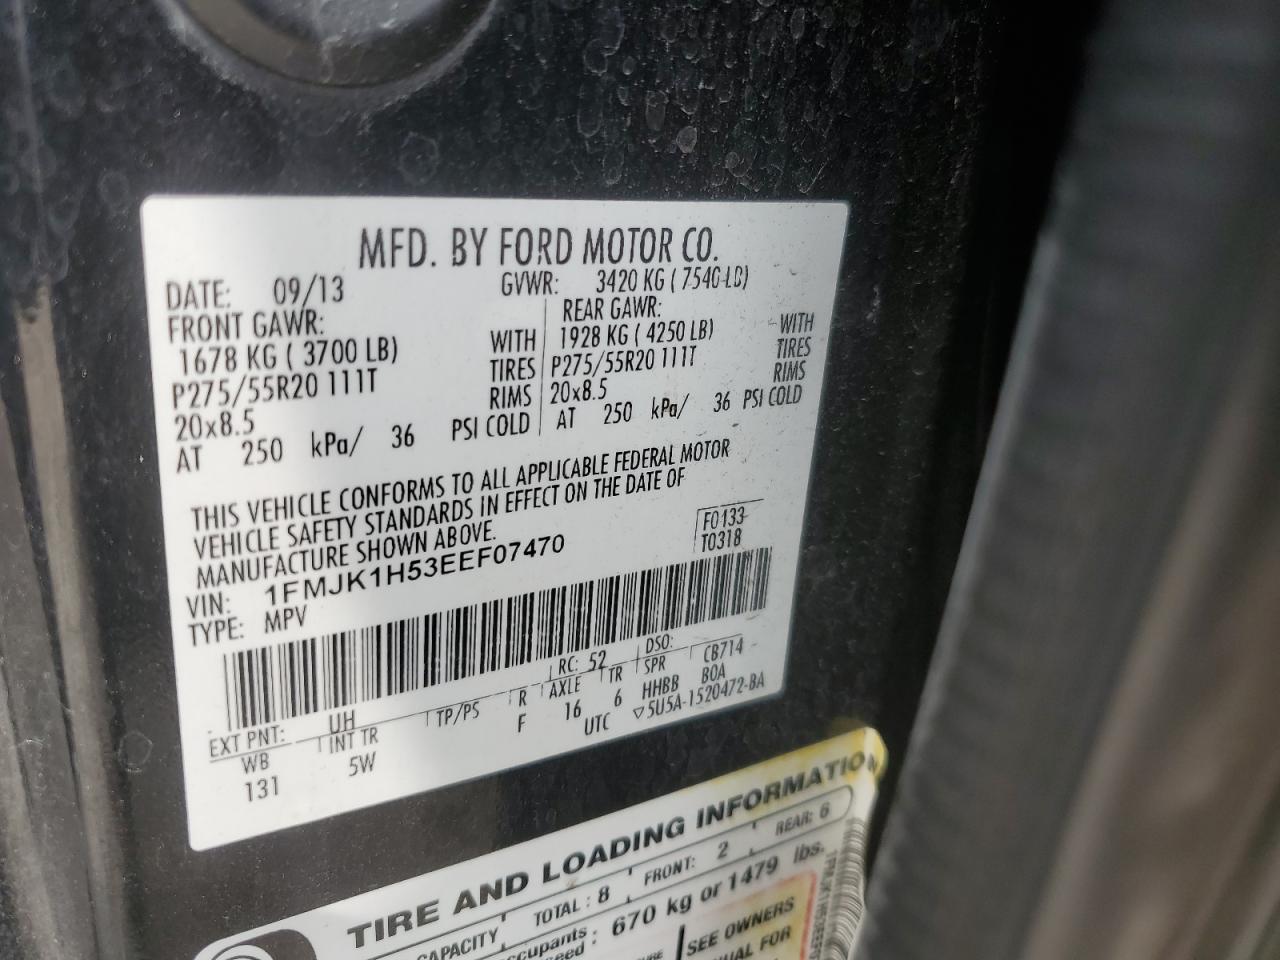 MFD. BY FORD MOTOR CO.
DATE: 09/13 GVWR: 3420 KG ( 7540 LB)
FRONT GAWR: REAR GAWR:
1678 KG ( 3700 LB) WITH 1928 KG ( 4250 LB) WITH
P275/55R20 111T TIRES P275/55R20 111T TIRES
20x8.5 RIMS 20x8.5 RIMS
AT 250 kPa/ 36 PSI COLD AT 250 kPa/ 36 PSI COLD
THIS VEHICLE CONFORMS TO ALL APPLICABLE FEDERAL MOTOR
VEHICLE SAFETY STANDARDS IN EFFECT ON THE DATE OF
MANUFACTURE SHOWN ABOVE.
F0133
T0318
VIN: 1FMJK1H53EEF07470
TYPE: MPV
EXT PNT: UH RC: 52 DSO:
WB INT TR TP/PS R AXLE TR SPR CB714
131 5W F 16 6 HHBB BOA
UTC ▽5U5A-1520472-BA
TIRE AND LOADING INFORMATION
CAPACITY TOTAL: 8 FRONT: 2 REAR: 6
670 kg or 1479 lbs.
SEE OWNERS
FOR